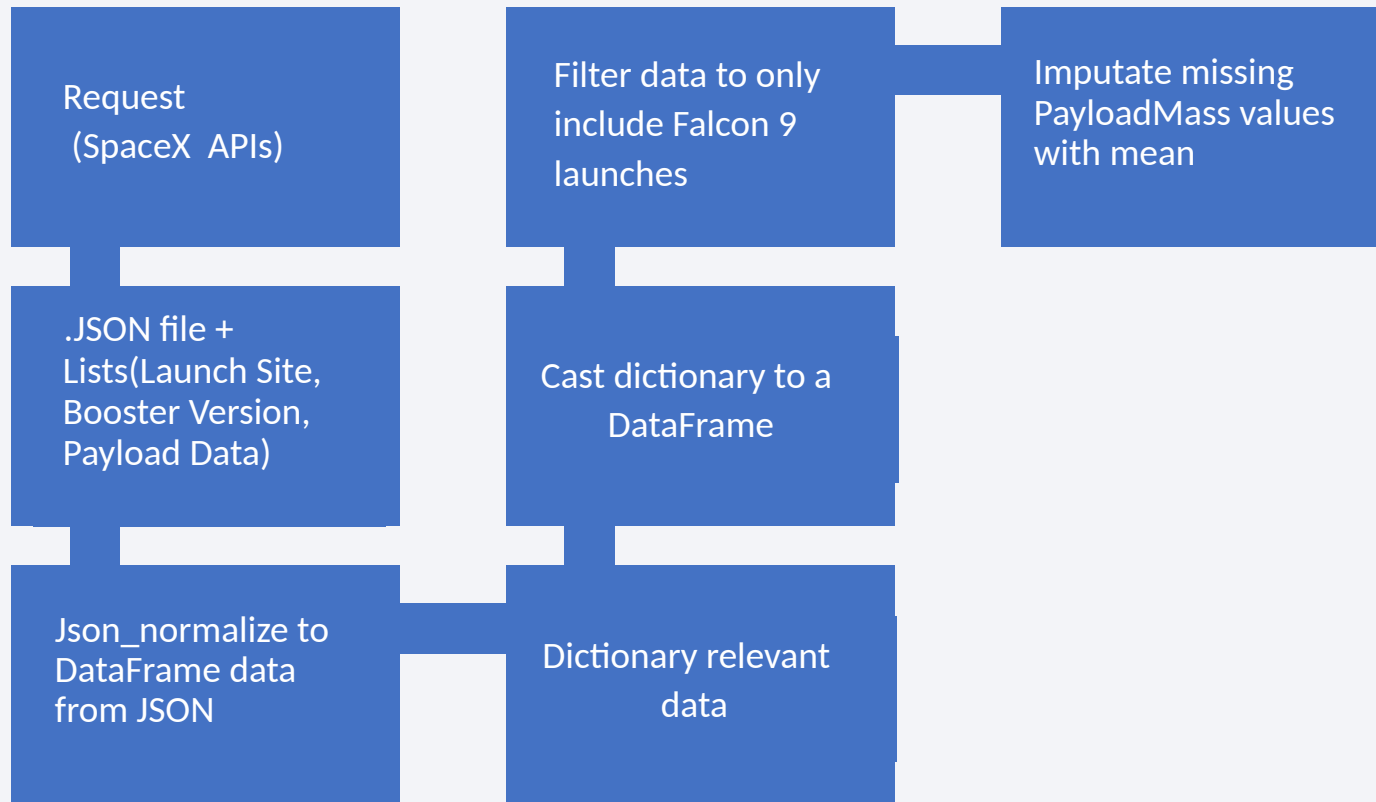 Request
(SpaceX  APIs)
.JSON file +
Lists(Launch Site,
Booster Version,
Payload Data)
Json_normalize to
DataFrame data
from JSON
Dictionary relevant
data
Cast dictionary to a
DataFrame
Filter data to only
include Falcon 9
launches
Imputate missing
PayloadMass values
with mean